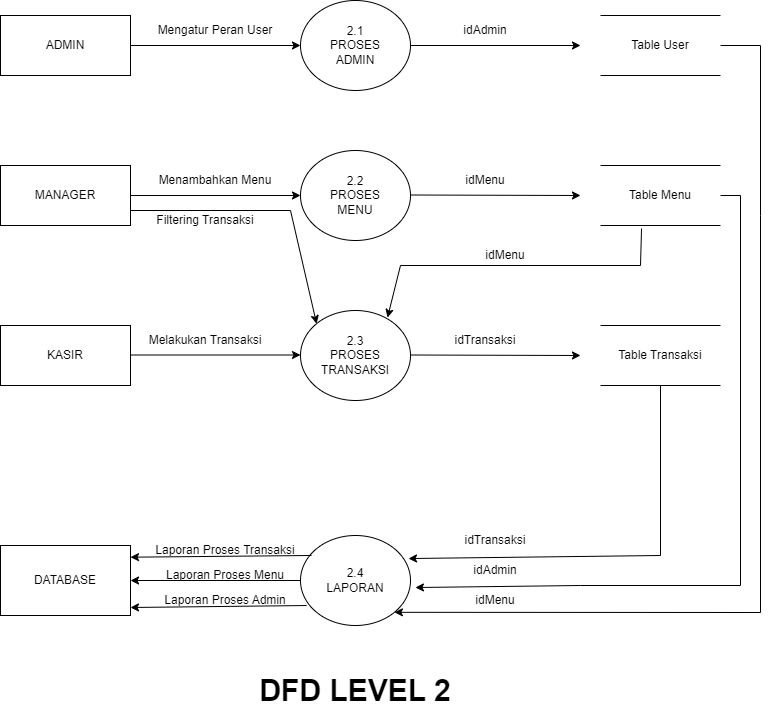 ADMIN
Mengatur Peran User
2.1
PROSES
ADMIN
idAdmin
Table User
MANAGER
Menambahkan Menu
Filtering Transaksi
2.2
PROSES
MENU
idMenu
Table Menu
idMenu
KASIR
Melakukan Transaksi
2.3
PROSES
TRANSAKSI
idTransaksi
Table Transaksi
DATABASE
Laporan Proses Transaksi
Laporan Proses Menu
Laporan Proses Admin
2.4
LAPORAN
idTransaksi
idAdmin
idMenu
DFD LEVEL 2